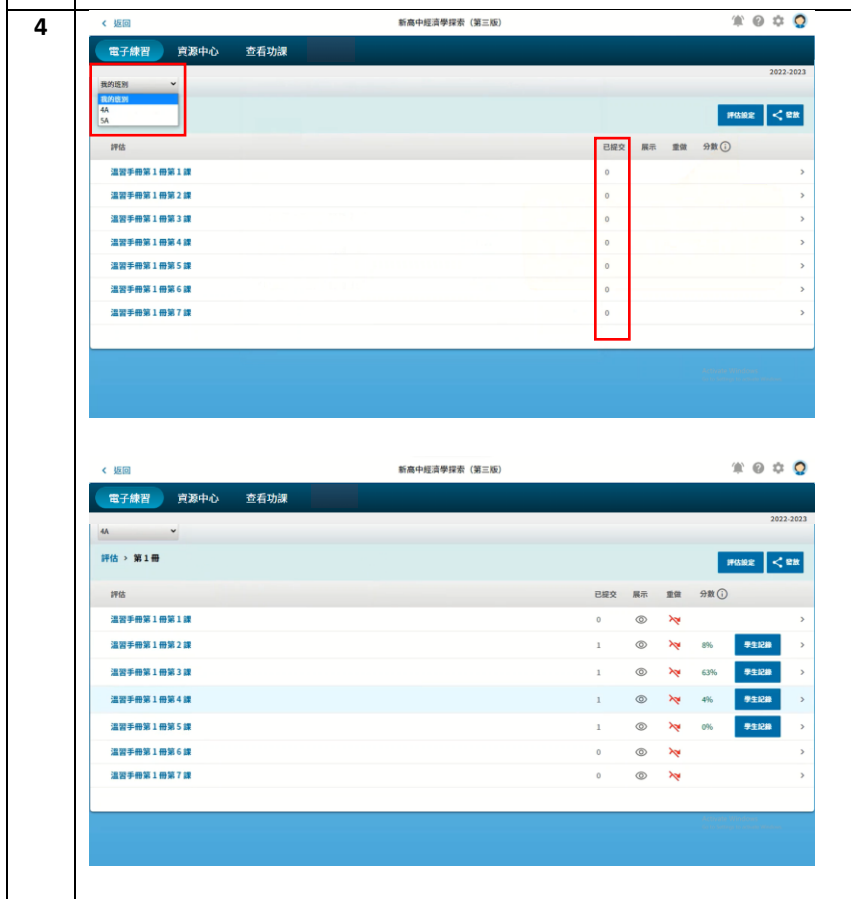 4
< 返回 新高中經濟學探索（第三版）
電子練習 資源中心 查看功課
2022-2023
我的班別
我的班別
4A
5A
評估設定 發放
評估 已提交 展示 重做 分數
溫習手冊第 1 冊第 1 課 0 >
溫習手冊第 1 冊第 2 課 0 >
溫習手冊第 1 冊第 3 課 0 >
溫習手冊第 1 冊第 4 課 0 >
溫習手冊第 1 冊第 5 課 0 >
溫習手冊第 1 冊第 6 課 0 >
溫習手冊第 1 冊第 7 課 0 >
< 返回 新高中經濟學探索（第三版）
電子練習 資源中心 查看功課
2022-2023
4A
評估 > 第 1 冊 評估設定 發放
評估 已提交 展示 重做 分數
溫習手冊第 1 冊第 1 課 0 >
溫習手冊第 1 冊第 2 課 1 8% 學生記錄 >
溫習手冊第 1 冊第 3 課 1 63% 學生記錄 >
溫習手冊第 1 冊第 4 課 1 4% 學生記錄 >
溫習手冊第 1 冊第 5 課 1 0% 學生記錄 >
溫習手冊第 1 冊第 6 課 0 >
溫習手冊第 1 冊第 7 課 0 >